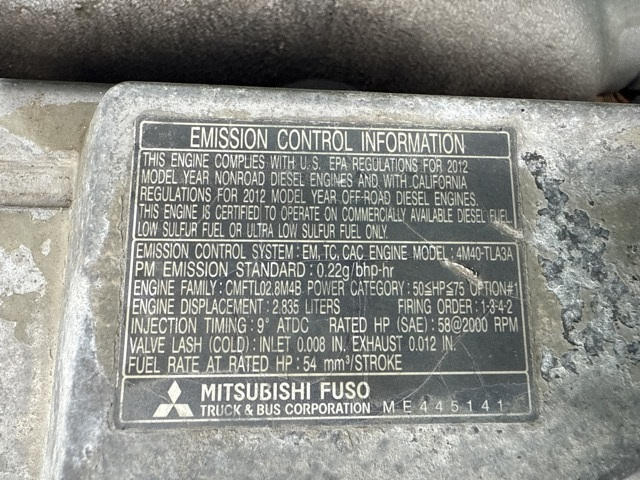 EMISSION CONTROL INFORMATION
THIS ENGINE COMPLIES WITH U.S. EPA REGULATIONS FOR 2012
MODEL YEAR NONROAD DIESEL ENGINES AND WITH CALIFORNIA
REGULATIONS FOR 2012 MODEL YEAR OFF-ROAD DIESEL ENGINES.
THIS ENGINE IS CERTIFIED TO OPERATE ON COMMERCIALLY AVAILABLE DIESEL FUEL,
LOW SULFUR FUEL OR ULTRA LOW SULFUR FUEL ONLY.
EMISSION CONTROL SYSTEM : EM, TC, CAC ENGINE MODEL : 4M40-TLA3A
PM EMISSION STANDARD : 0.22g/bhp-hr
ENGINE FAMILY : CMFTL02.8M4B POWER CATEGORY : 50≤HP≤75 OPTION#1
ENGINE DISPLACEMENT : 2.835 LITERS FIRING ORDER : 1-3-4-2
INJECTION TIMING : 9° ATDC RATED HP (SAE) : 58@2000 RPM
VALVE LASH (COLD) : INLET 0.008 IN. EXHAUST 0.012 IN.
FUEL RATE AT RATED HP : 54 mm³/STROKE
MITSUBISHI FUSO
TRUCK & BUS CORPORATION ME445141